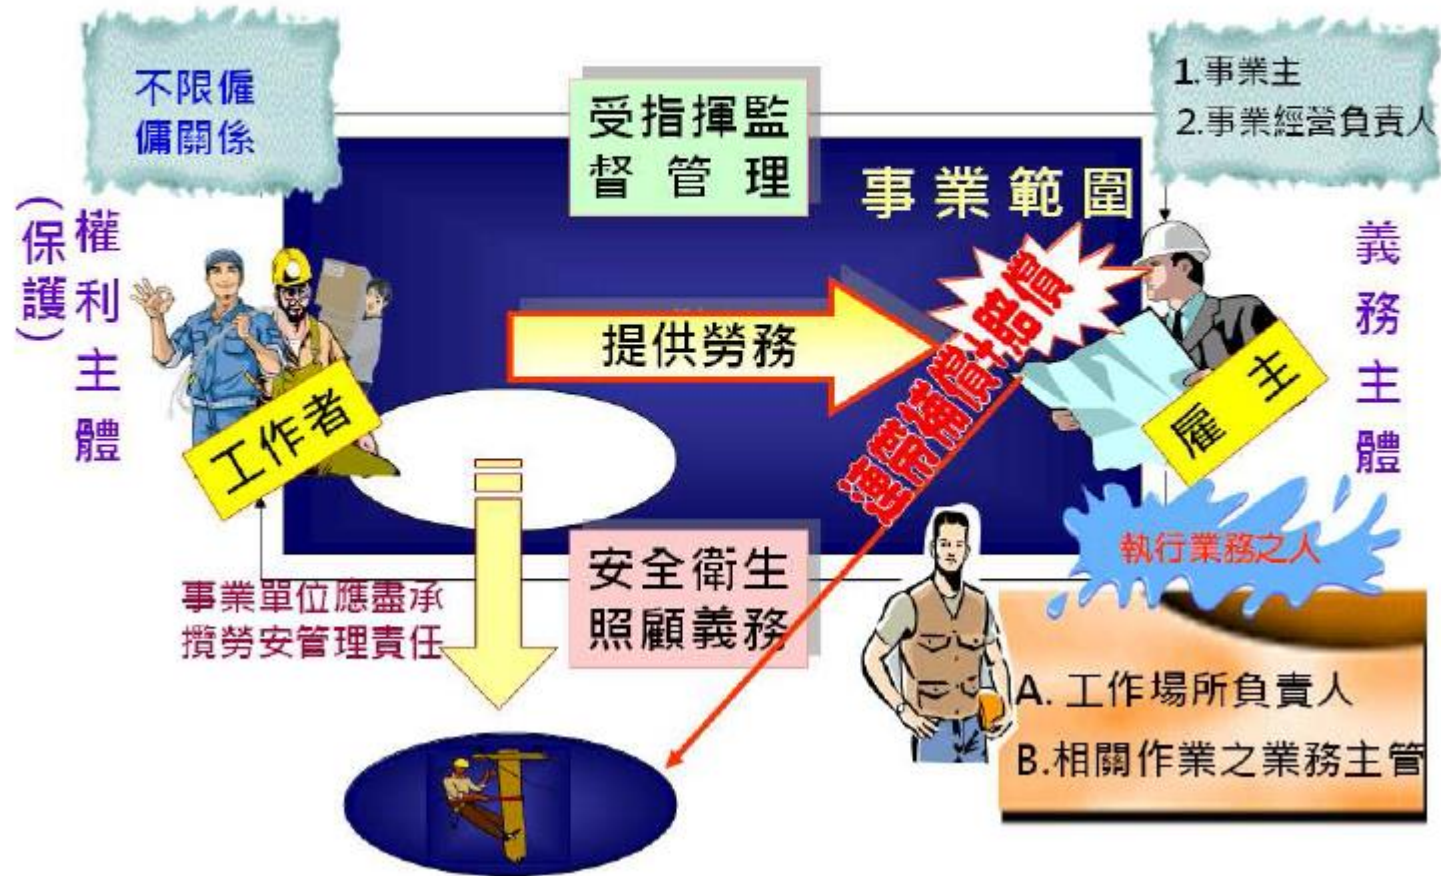 不限僱
傭關係
受指揮監
督管理
1.事業主
2.事業經營負責人
事業範圍
權利主體
(保護)
義務主體
提供勞務
連帶補償+賠償
工作者
雇主
執行業務之人
事業單位應盡承
攬勞安管理責任
安全衛生
照顧義務
A. 工作場所負責人
B.相關作業之業務主管